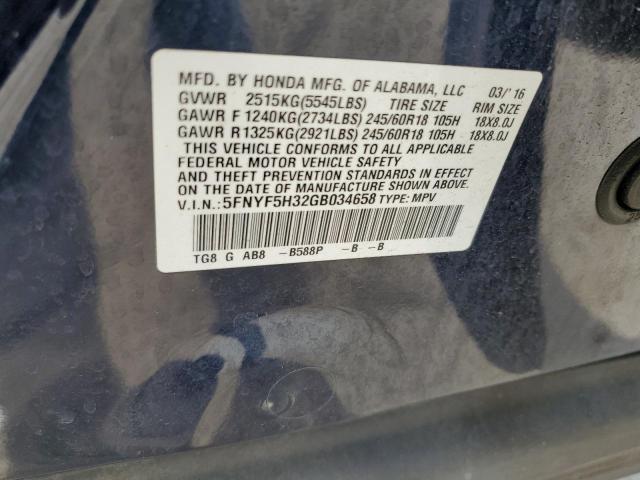 MFD. BY HONDA MFG. OF ALABAMA, LLC 03/'16
GVWR 2515KG(5545LBS) TIRE SIZE RIM SIZE
GAWR F 1240KG(2734LBS) 245/60R18 105H 18X8.0J
GAWR R 1325KG(2921LBS) 245/60R18 105H 18X8.0J
THIS VEHICLE CONFORMS TO ALL APPLICABLE
FEDERAL MOTOR VEHICLE SAFETY
AND THEFT PREVENTION STANDARDS IN EFFECT
ON THE DATE OF MANUFACTURE SHOWN ABOVE.
V.I.N.: 5FNYF5H32GB034658 TYPE: MPV
TG8 G AB8 -B588P -B -B